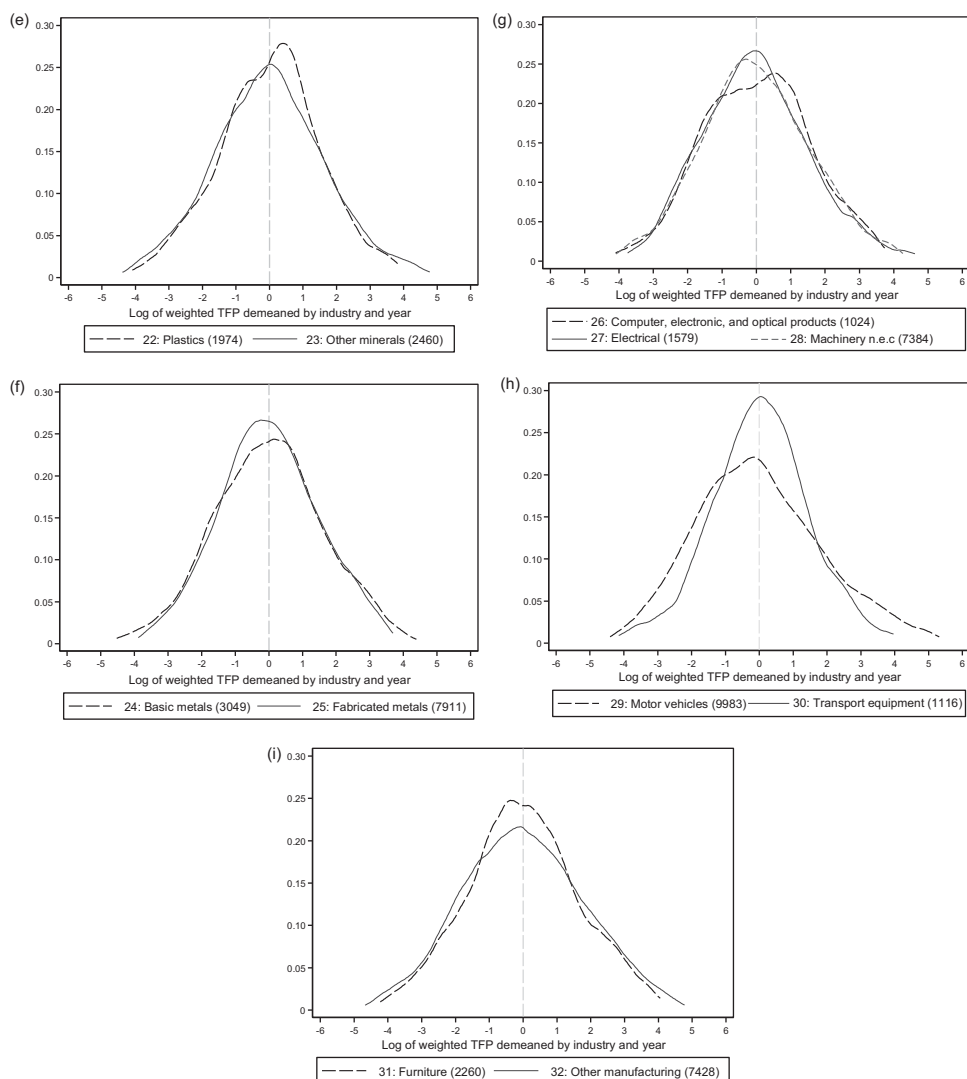 (e)
0.30
0.25
0.20
0.15
0.10
0.05
0
-6 -5 -4 -3 -2 -1 0 1 2 3 4 5 6
Log of weighted TFP demeaned by industry and year
22: Plastics (1974) 23: Other minerals (2460)
(g)
0.30
0.25
0.20
0.15
0.10
0.05
0
-6 -5 -4 -3 -2 -1 0 1 2 3 4 5 6
Log of weighted TFP demeaned by industry and year
26: Computer, electronic, and optical products (1024)
27: Electrical (1579) 28: Machinery n.e.c (7384)
(f)
0.30
0.25
0.20
0.15
0.10
0.05
0
-6 -5 -4 -3 -2 -1 0 1 2 3 4 5 6
Log of weighted TFP demeaned by industry and year
24: Basic metals (3049) 25: Fabricated metals (7911)
(h)
0.30
0.25
0.20
0.15
0.10
0.05
0
-6 -5 -4 -3 -2 -1 0 1 2 3 4 5 6
Log of weighted TFP demeaned by industry and year
29: Motor vehicles (9983) 30: Transport equipment (1116)
(i)
0.30
0.25
0.20
0.15
0.10
0.05
0
-6 -5 -4 -3 -2 -1 0 1 2 3 4 5 6
Log of weighted TFP demeaned by industry and year
31: Furniture (2260) 32: Other manufacturing (7428)